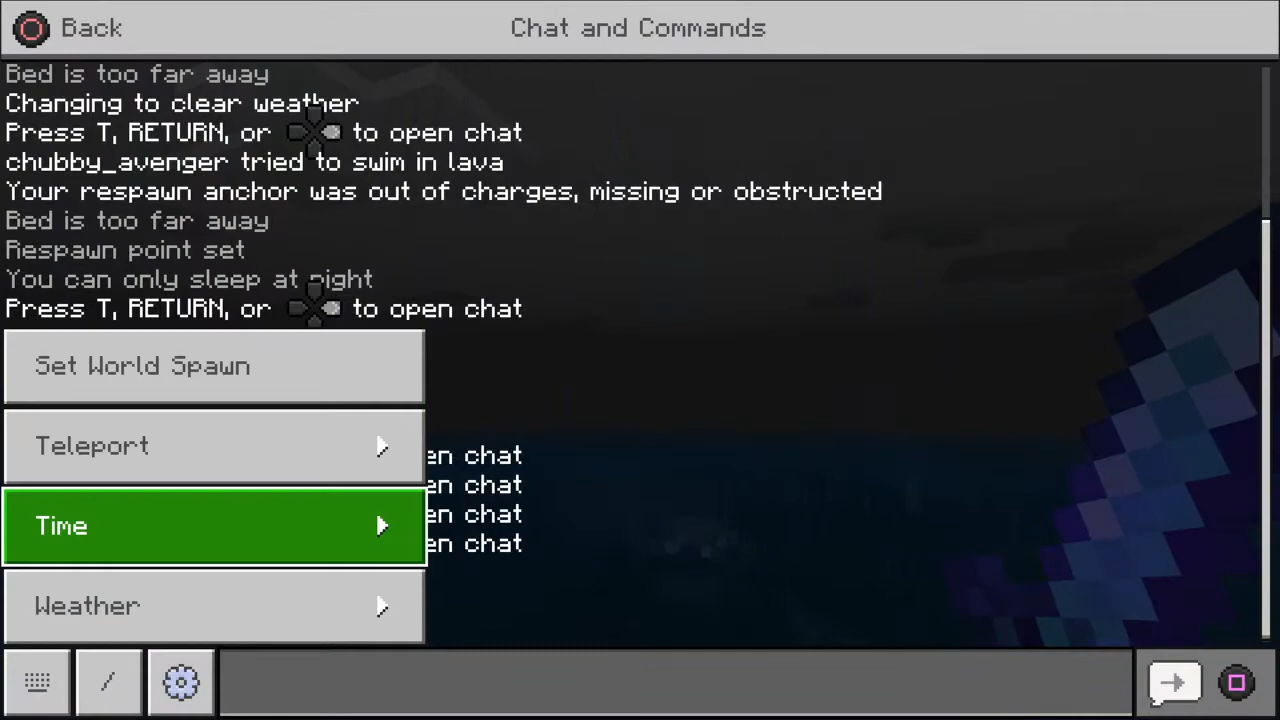 Back
Chat and Commands
Bed is too far away
Changing to clear weather
Press T, RETURN, or to open chat
chubby_avenger tried to swim in lava
Your respawn anchor was out of charges, missing or obstructed
Bed is too far away
Respawn point set
You can only sleep at night
Press T, RETURN, or to open chat
Set World Spawn
Teleport
en chat
en chat
Time
en chat
en chat
Weather
/